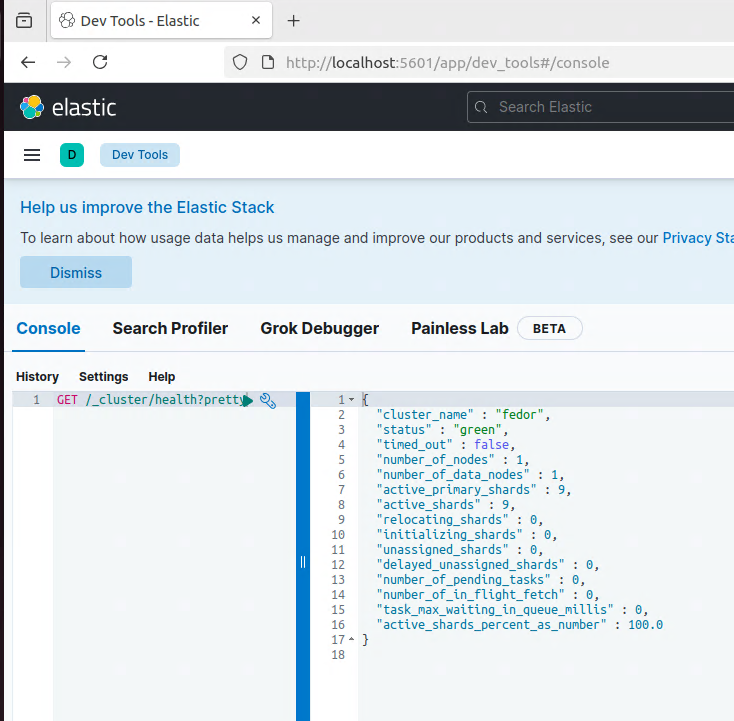 Dev Tools - Elastic
http://localhost:5601/app/dev_tools#/console
elastic
Search Elastic
D
Dev Tools
Help us improve the Elastic Stack
To learn about how usage data helps us manage and improve our products and services, see our Privacy Sta
Dismiss
Console Search Profiler Grok Debugger Painless Lab BETA
History Settings Help
1 GET /_cluster/health?pretty
1 {
2 "cluster_name" : "fedor",
3 "status" : "green",
4 "timed_out" : false,
5 "number_of_nodes" : 1,
6 "number_of_data_nodes" : 1,
7 "active_primary_shards" : 9,
8 "active_shards" : 9,
9 "relocating_shards" : 0,
10 "initializing_shards" : 0,
11 "unassigned_shards" : 0,
12 "delayed_unassigned_shards" : 0,
13 "number_of_pending_tasks" : 0,
14 "number_of_in_flight_fetch" : 0,
15 "task_max_waiting_in_queue_millis" : 0,
16 "active_shards_percent_as_number" : 100.0
17 }
18